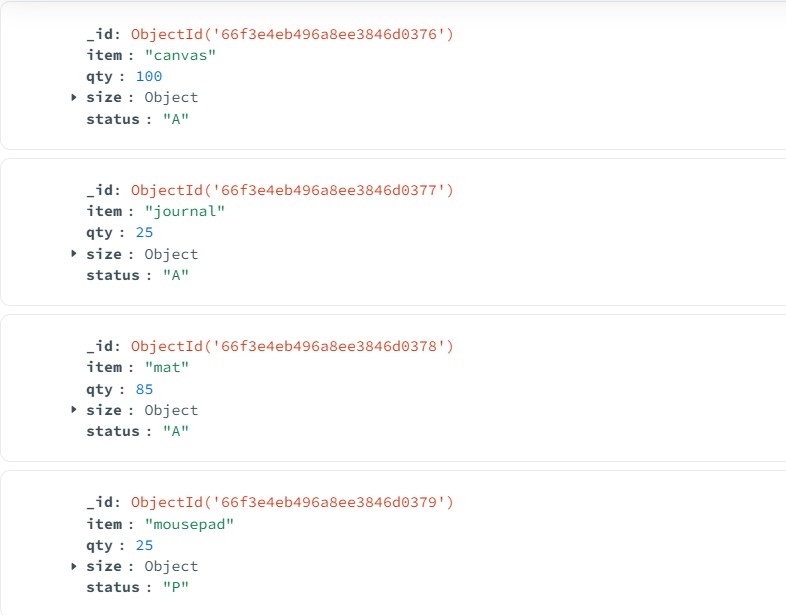 _id: ObjectId('66f3e4eb496a8ee3846d0376')
item : "canvas"
qty : 100
size : Object
status : "A"
_id: ObjectId('66f3e4eb496a8ee3846d0377')
item : "journal"
qty : 25
size : Object
status : "A"
_id: ObjectId('66f3e4eb496a8ee3846d0378')
item : "mat"
qty : 85
size : Object
status : "A"
_id: ObjectId('66f3e4eb496a8ee3846d0379')
item : "mousepad"
qty : 25
size : Object
status : "P"